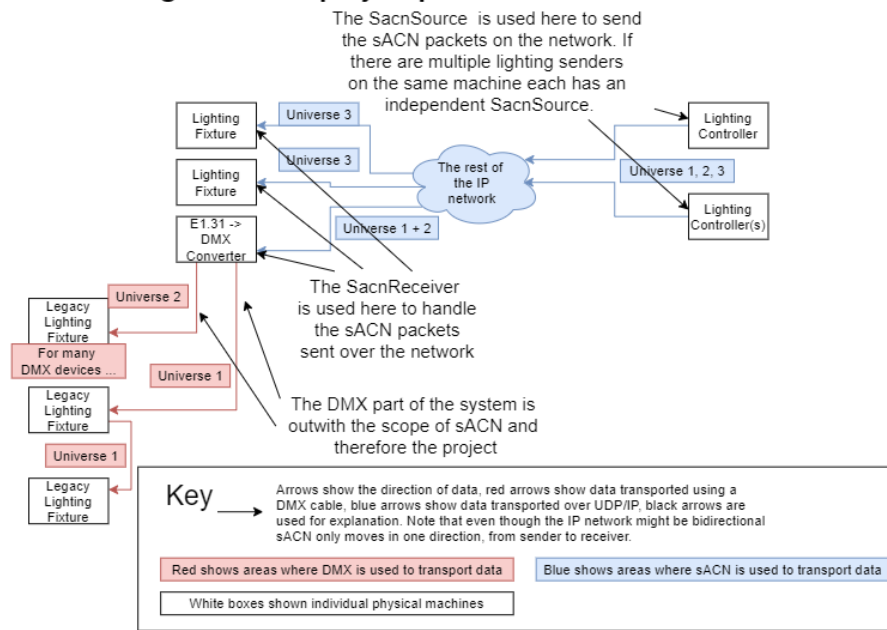 The SacnSource is used here to send
the sACN packets on the network. If
there are multiple lighting senders
on the same machine each has an
independent SacnSource.
Lighting
Fixture
Universe 3
Lighting
Controller
Lighting
Fixture
Universe 3
The rest of
the IP
network
Universe 1, 2, 3
E1.31 ->
DMX
Converter
Universe 1 + 2
Lighting
Controller(s)
The SacnReceiver
is used here to handle
the sACN packets
sent over the network
Universe 2
Legacy
Lighting
Fixture
For many
DMX devices ...
Universe 1
Legacy
Lighting
Fixture
The DMX part of the system is
outwith the scope of sACN and
therefore the project
Universe 1
Legacy
Lighting
Fixture
Key
Arrows show the direction of data, red arrows show data transported using a
DMX cable, blue arrows show data transported over UDP/IP, black arrows are
used for explanation. Note that even though the IP network might be bidirectional
sACN only moves in one direction, from sender to receiver.
Red shows areas where DMX is used to transport data
Blue shows areas where sACN is used to transport data
White boxes shown individual physical machines